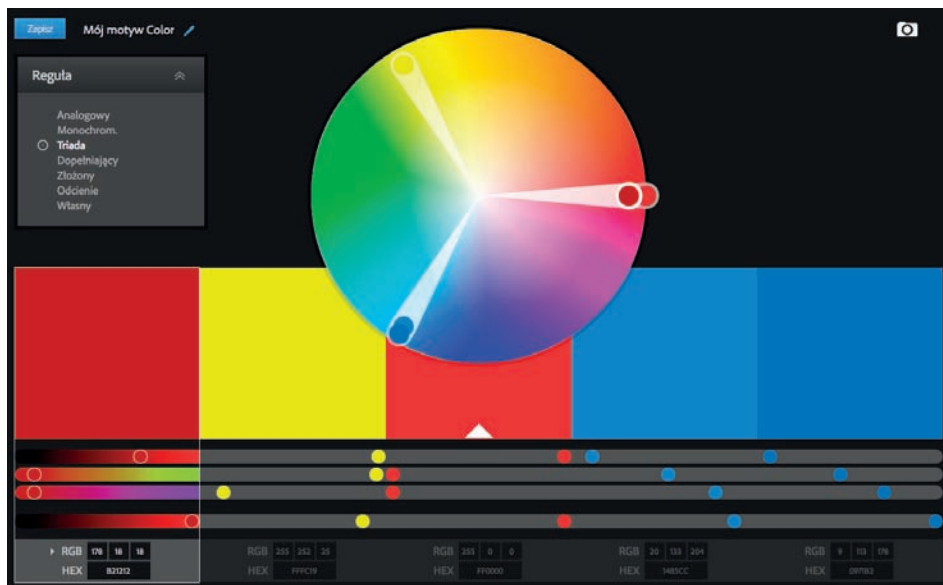 Zapisz
Mój motyw Color
Reguła
Analogowy
Monochrom.
Triada
Dopełniający
Złożony
Odcienie
Własny
RGB 178 18 18
HEX B21212
RGB 255 252 25
HEX FFFC19
RGB 255 0 0
HEX FF0000
RGB 20 133 204
HEX 1485CC
RGB 9 113 178
HEX 0971B2